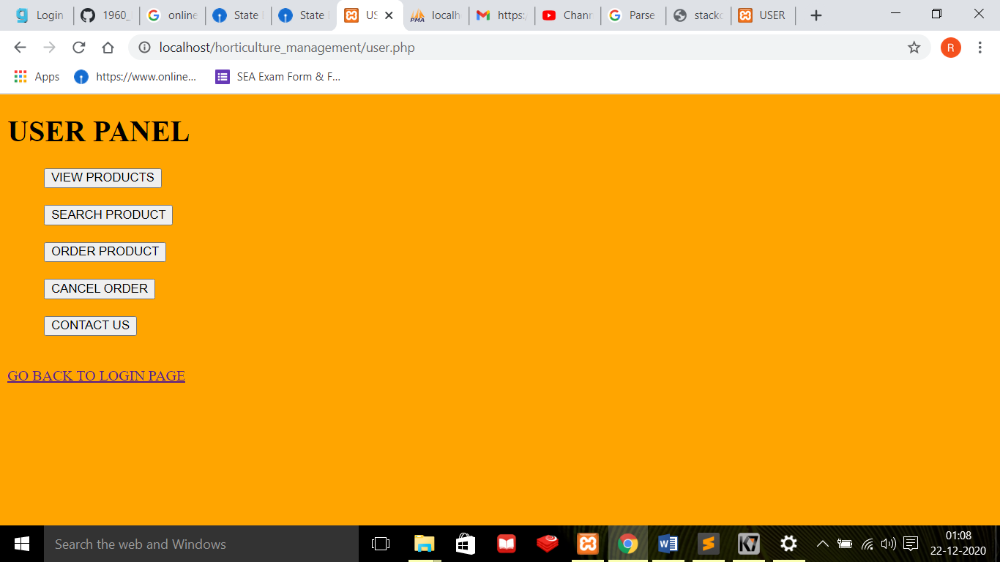 Login
1960_
online
State
State
US
localh
https:/
Chann
Parse
stacko
USER
localhost/horticulture_management/user.php
R
Apps
https://www.online...
SEA Exam Form & F...
USER PANEL
VIEW PRODUCTS
SEARCH PRODUCT
ORDER PRODUCT
CANCEL ORDER
CONTACT US
GO BACK TO LOGIN PAGE
Search the web and Windows
01:08
22-12-2020